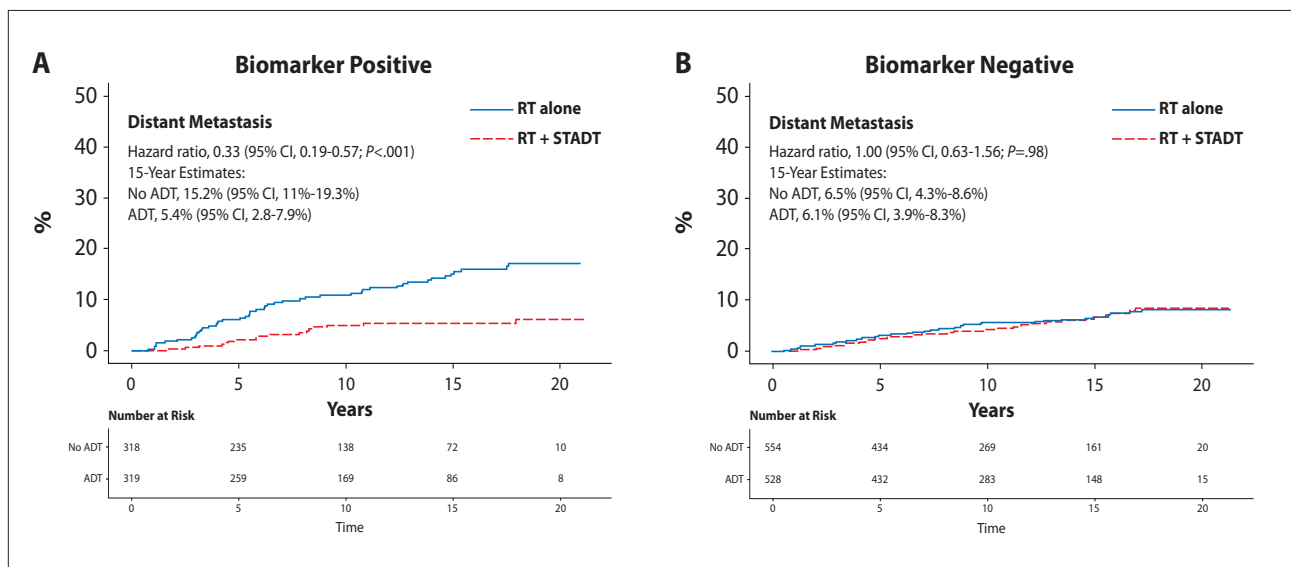 A
Biomarker Positive
50
40
30
20
10
0
%
RT alone
RT + STADT
Distant Metastasis
Hazard ratio, 0.33 (95% CI, 0.19-0.57; P<.001)
15-Year Estimates:
No ADT, 15.2% (95% CI, 11%-19.3%)
ADT, 5.4% (95% CI, 2.8-7.9%)
0 5 10 15 20
Years
Number at Risk
No ADT 318 235 138 72 10
ADT 319 259 169 86 8
0 5 10 15 20
Time
B
Biomarker Negative
50
40
30
20
10
0
%
RT alone
RT + STADT
Distant Metastasis
Hazard ratio, 1.00 (95% CI, 0.63-1.56; P=.98)
15-Year Estimates:
No ADT, 6.5% (95% CI, 4.3%-8.6%)
ADT, 6.1% (95% CI, 3.9%-8.3%)
0 5 10 15 20
Years
Number at Risk
No ADT 554 434 269 161 20
ADT 528 432 283 148 15
0 5 10 15 20
Time